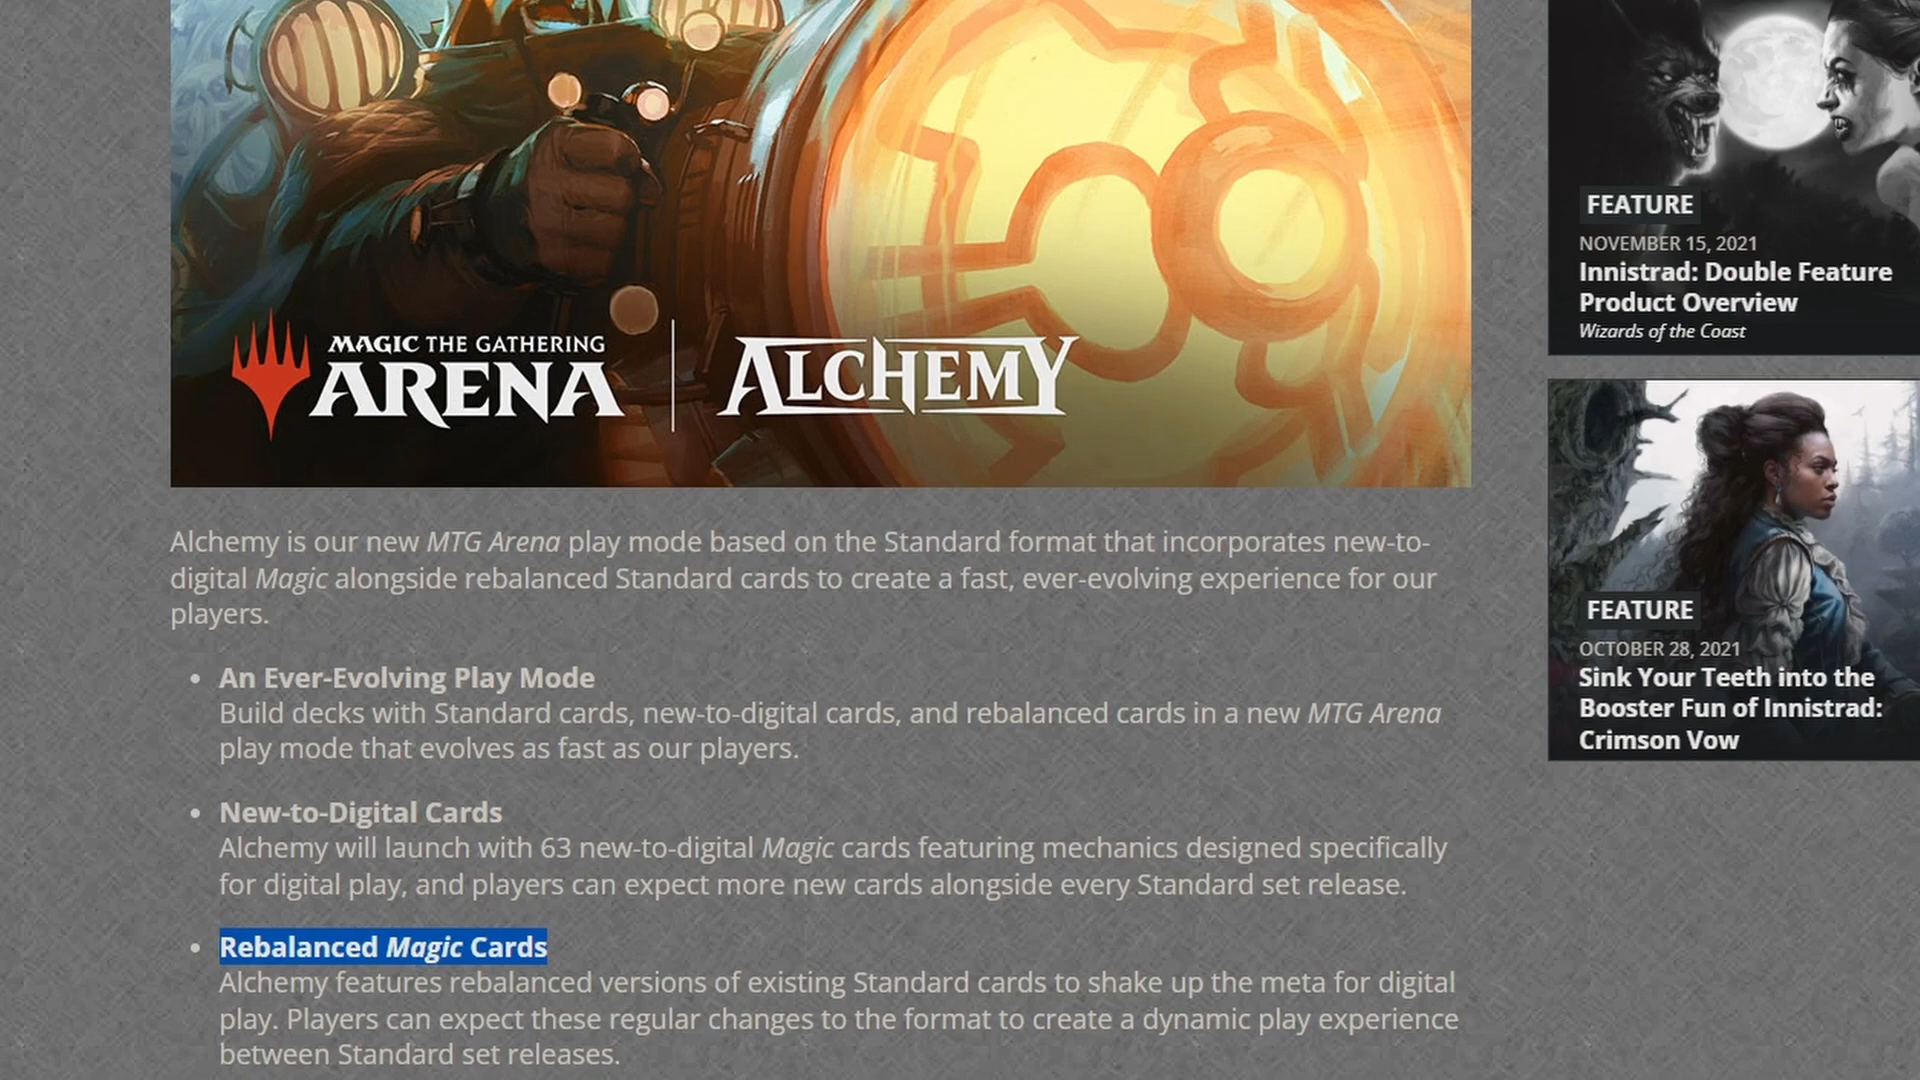 MAGIC THE GATHERING
ARENA
ALCHEMY
Alchemy is our new MTG Arena play mode based on the Standard format that incorporates new-to-
digital Magic alongside rebalanced Standard cards to create a fast, ever-evolving experience for our
players.
• An Ever-Evolving Play Mode
Build decks with Standard cards, new-to-digital cards, and rebalanced cards in a new MTG Arena
play mode that evolves as fast as our players.
• New-to-Digital Cards
Alchemy will launch with 63 new-to-digital Magic cards featuring mechanics designed specifically
for digital play, and players can expect more new cards alongside every Standard set release.
• Rebalanced Magic Cards
Alchemy features rebalanced versions of existing Standard cards to shake up the meta for digital
play. Players can expect these regular changes to the format to create a dynamic play experience
between Standard set releases.
FEATURE
NOVEMBER 15, 2021
Innistrad: Double Feature
Product Overview
Wizards of the Coast
FEATURE
OCTOBER 28, 2021
Sink Your Teeth into the
Booster Fun of Innistrad:
Crimson Vow